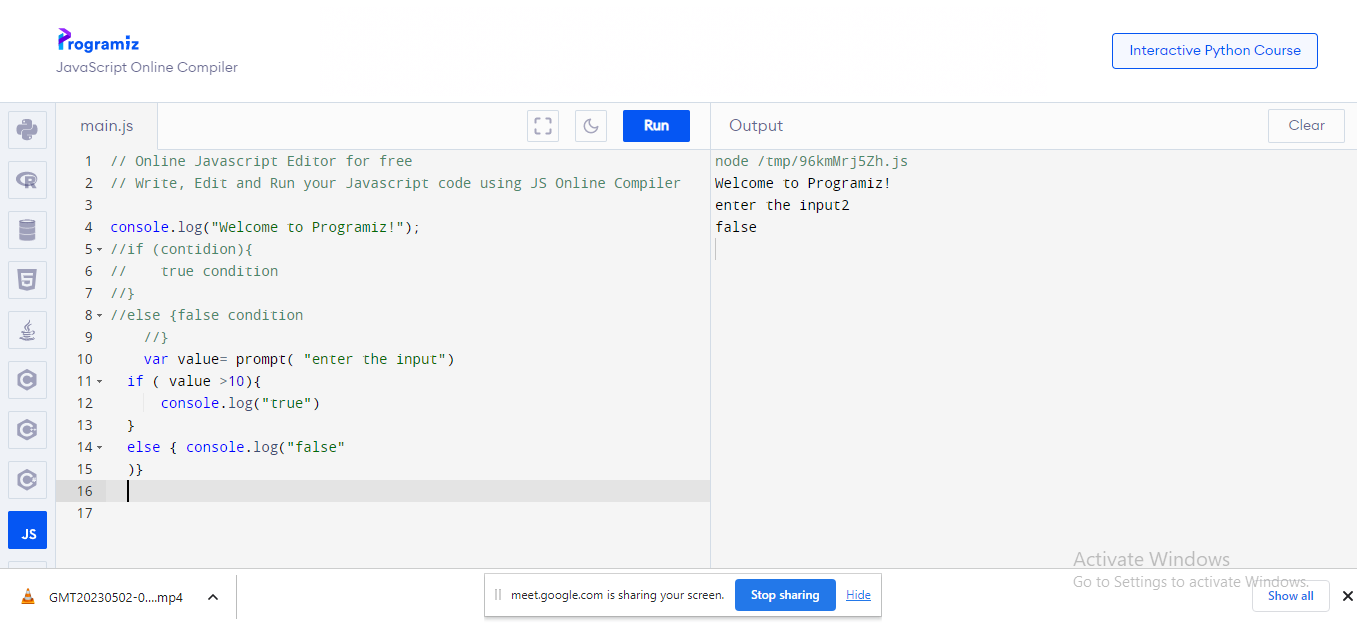 Programiz
JavaScript Online Compiler
Interactive Python Course
main.js
Run
Output
Clear
1 // Online Javascript Editor for free
2 // Write, Edit and Run your Javascript code using JS Online Compiler
3
4 console.log("Welcome to Programiz!");
5 //if (contidion){
6 //    true condition
7 //}
8 //else {false condition
9     //}
10     var value= prompt( "enter the input")
11   if ( value >10){
12       console.log("true")
13   }
14   else { console.log("false"
15   )}
16
17
node /tmp/96kmMrj5Zh.js
Welcome to Programiz!
enter the input2
false
JS
Activate Windows
Go to Settings to activate Windows.
GMT20230502-0....mp4
meet.google.com is sharing your screen.
Stop sharing
Hide
Show all